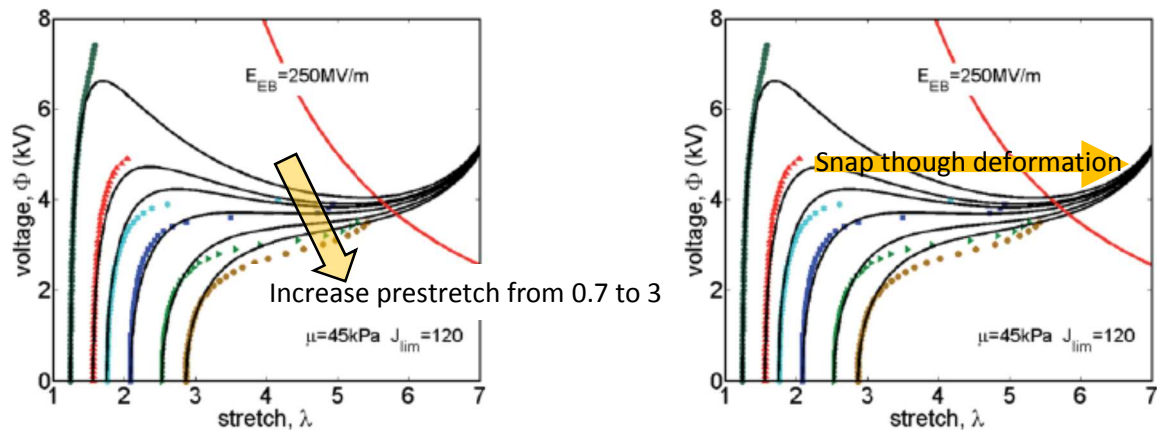 8
6
4
2
0
voltage, Φ (kV)
E_EB=250MV/m
Increase prestretch from 0.7 to 3
μ=45kPa J_lim=120
1 2 3 4 5 6 7
stretch, λ
8
6
4
2
0
voltage, Φ (kV)
E_EB=250MV/m
Snap though deformation
μ=45kPa J_lim=120
1 2 3 4 5 6 7
stretch, λ